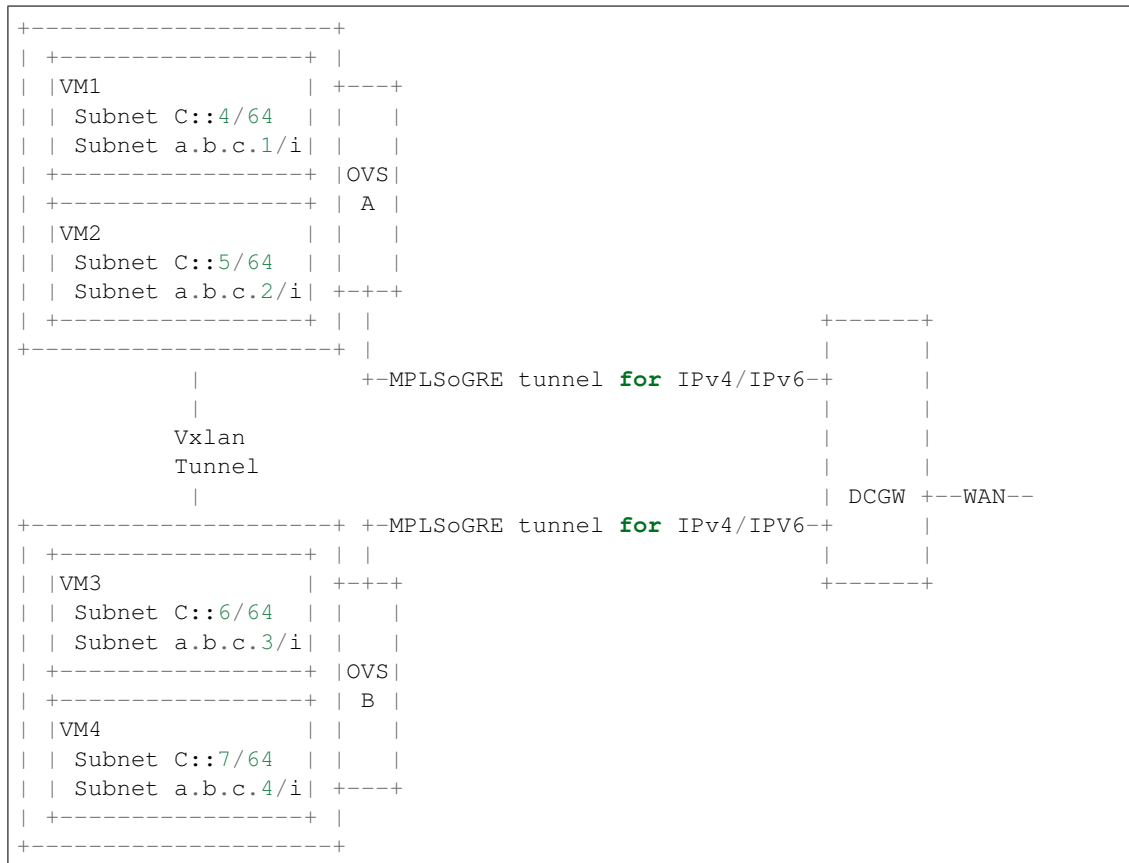 +---------------------+
| +-----------------+ |
| |VM1              | +---+
| | Subnet C::4/64  | |   |
| | Subnet a.b.c.1/i| |   |
| +-----------------+ |OVS|
| +-----------------+ | A |
| |VM2              | |   |
| | Subnet C::5/64  | |   |
| | Subnet a.b.c.2/i| +-+-+
| +-----------------+ | |                             +------+
+---------------------+ |                             |      |
           |            +-MPLSoGRE tunnel for IPv4/IPv6-+      |
           |                                          |      |
          Vxlan                                       |      |
          Tunnel                                      |      |
           |                                          | DCGW +--WAN--
+---------------------+ +-MPLSoGRE tunnel for IPv4/IPV6-+      |
| +-----------------+ | |                             |      |
| |VM3              | +-+-+                           +------+
| | Subnet C::6/64  | |   |
| | Subnet a.b.c.3/i| |   |
| +-----------------+ |OVS|
| +-----------------+ | B |
| |VM4              | |   |
| | Subnet C::7/64  | |   |
| | Subnet a.b.c.4/i| +---+
| +-----------------+ |
+---------------------+